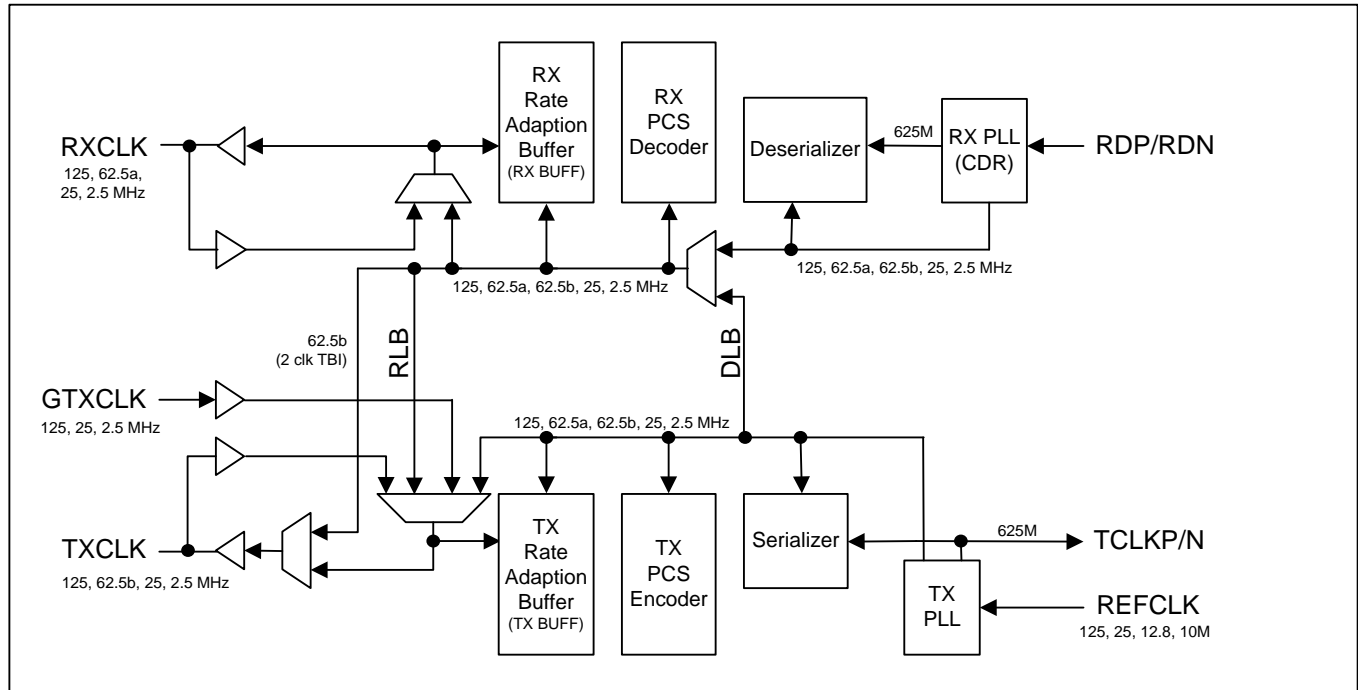 RX
Rate
Adaption
Buffer
(RX BUFF)
RX
PCS
Decoder
Deserializer
625M
RX PLL
(CDR)
RDP/RDN
RXCLK
125, 62.5a,
25, 2.5 MHz
125, 62.5a, 62.5b, 25, 2.5 MHz
125, 62.5a, 62.5b, 25, 2.5 MHz
62.5b
(2 clk TBI)
RLB
DLB
GTXCLK
125, 25, 2.5 MHz
125, 62.5a, 62.5b, 25, 2.5 MHz
TXCLK
125, 62.5b, 25, 2.5 MHz
TX
Rate
Adaption
Buffer
(TX BUFF)
TX
PCS
Encoder
Serializer
625M
TCLKP/N
TX
PLL
REFCLK
125, 25, 12.8, 10M